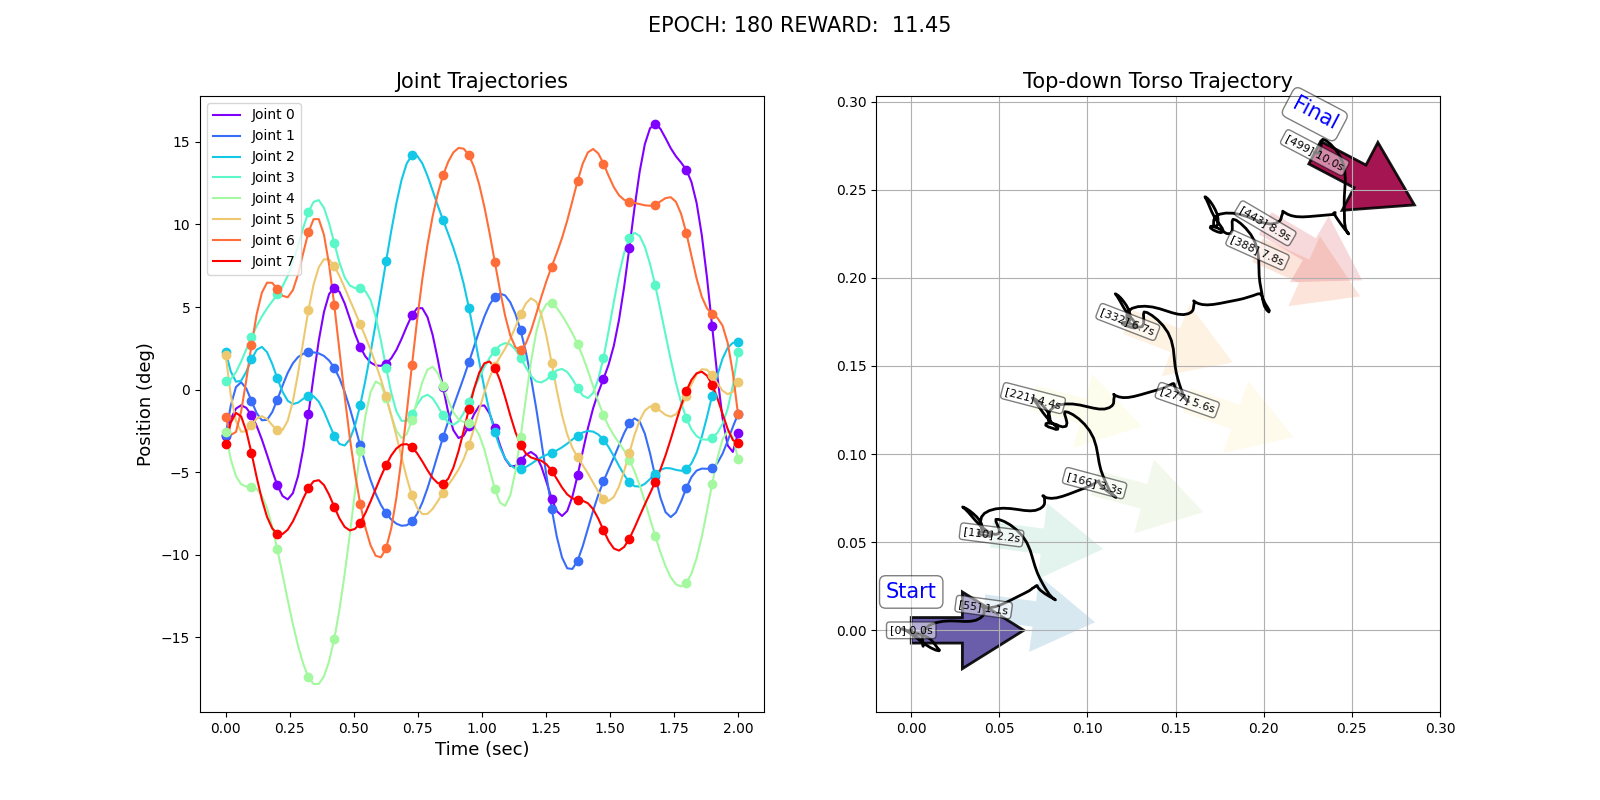 EPOCH: 180 REWARD:  11.45
Joint Trajectories
Joint 0
Joint 1
Joint 2
Joint 3
Joint 4
Joint 5
Joint 6
Joint 7
15
10
5
0
−5
−10
−15
Position (deg)
0.00 0.25 0.50 0.75 1.00 1.25 1.50 1.75 2.00
Time (sec)
Top-down Torso Trajectory
0.30
0.25
0.20
0.15
0.10
0.05
0.00
Final
[499] 10.0s
[443] 8.9s
[388] 7.8s
[332] 6.7s
[277] 5.6s
[221] 4.4s
[166] 3.3s
[110] 2.2s
Start
[55] 1.1s
[0] 0.0s
0.00 0.05 0.10 0.15 0.20 0.25 0.30